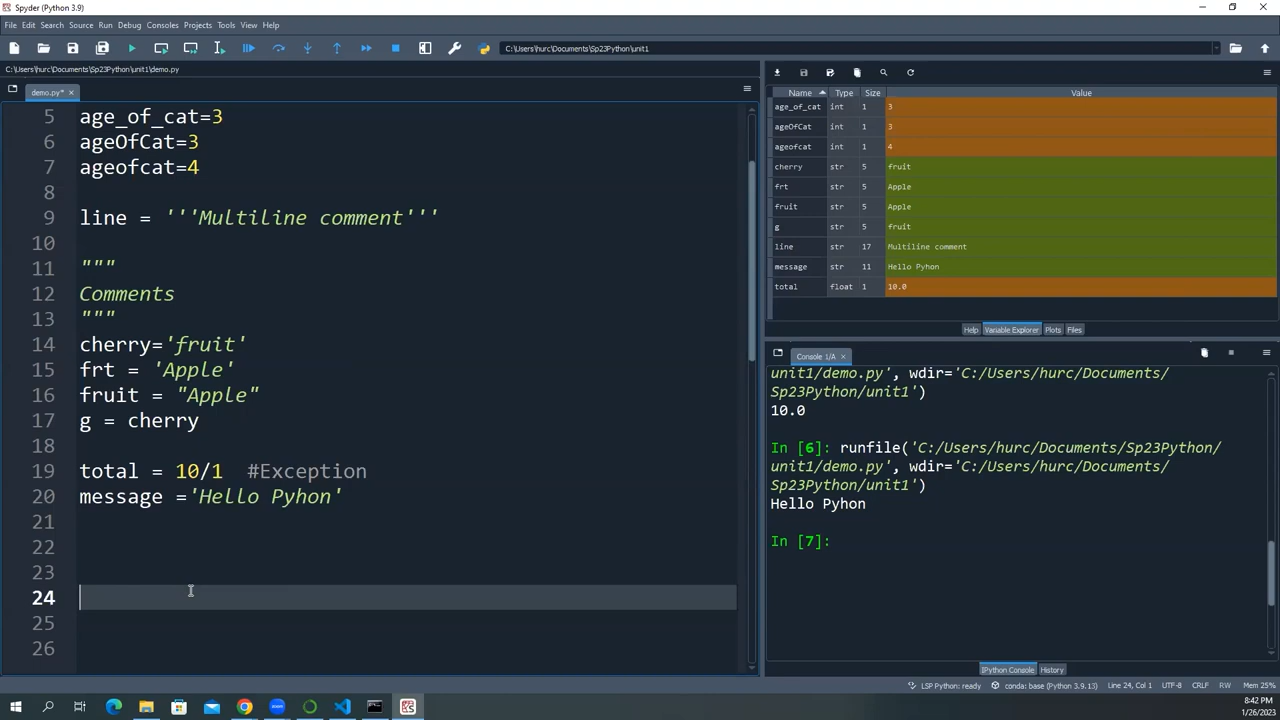 Spyder (Python 3.9)
File Edit Search Source Run Debug Consoles Projects Tools View Help
C:\Users\hurc\Documents\Sp23Python\unit1
C:\Users\hurc\Documents\Sp23Python\unit1\demo.py
demo.py*
5 age_of_cat=3
6 ageOfCat=3
7 ageofcat=4
8
9 line = '''Multiline comment'''
10
11 """
12 Comments
13 """
14 cherry='fruit'
15 frt = 'Apple'
16 fruit = "Apple"
17 g = cherry
18
19 total = 10/1 #Exception
20 message ='Hello Pyhon'
21
22
23
24
25
26
Name Type Size Value
age_of_cat int 1 3
ageOfCat int 1 3
ageofcat int 1 4
cherry str 5 fruit
frt str 5 Apple
fruit str 5 Apple
g str 5 fruit
line str 17 Multiline comment
message str 11 Hello Pyhon
total float 1 10.0
Help Variable Explorer Plots Files
Console 1/A
unit1/demo.py', wdir='C:/Users/hurc/Documents/
Sp23Python/unit1')
10.0
In [6]: runfile('C:/Users/hurc/Documents/Sp23Python/
unit1/demo.py', wdir='C:/Users/hurc/Documents/
Sp23Python/unit1')
Hello Pyhon
In [7]:
IPython Console History
LSP Python: ready conda: base (Python 3.9.13) Line 24, Col 1 UTF-8 CRLF RW Mem 25%
8:42 PM
1/26/2023